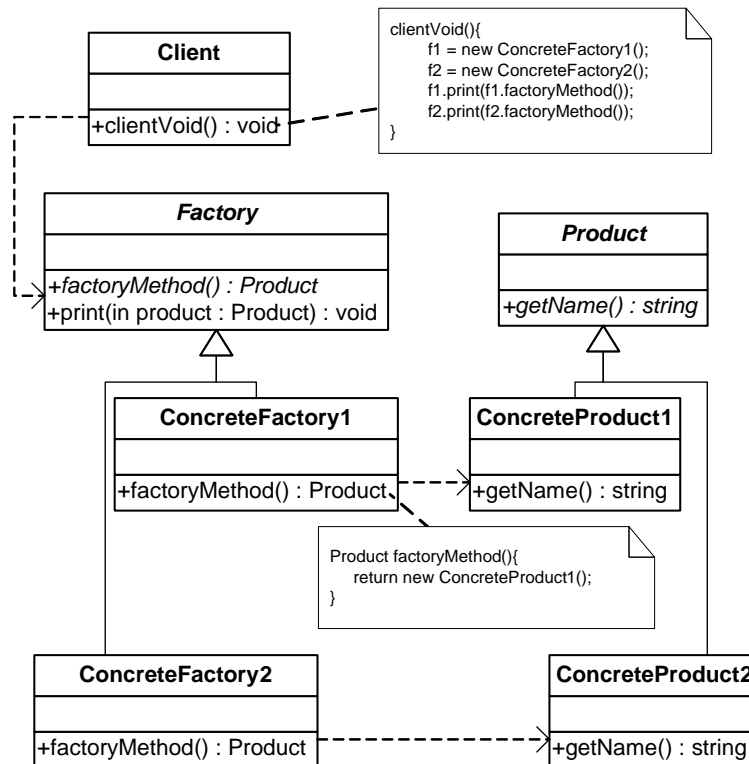 Client
+clientVoid() : void
clientVoid(){
f1 = new ConcreteFactory1();
f2 = new ConcreteFactory2();
f1.print(f1.factoryMethod());
f2.print(f2.factoryMethod());
}
Factory
+factoryMethod() : Product
+print(in product : Product) : void
Product
+getName() : string
ConcreteFactory1
+factoryMethod() : Product
ConcreteProduct1
+getName() : string
Product factoryMethod(){
return new ConcreteProduct1();
}
ConcreteFactory2
+factoryMethod() : Product
ConcreteProduct2
+getName() : string